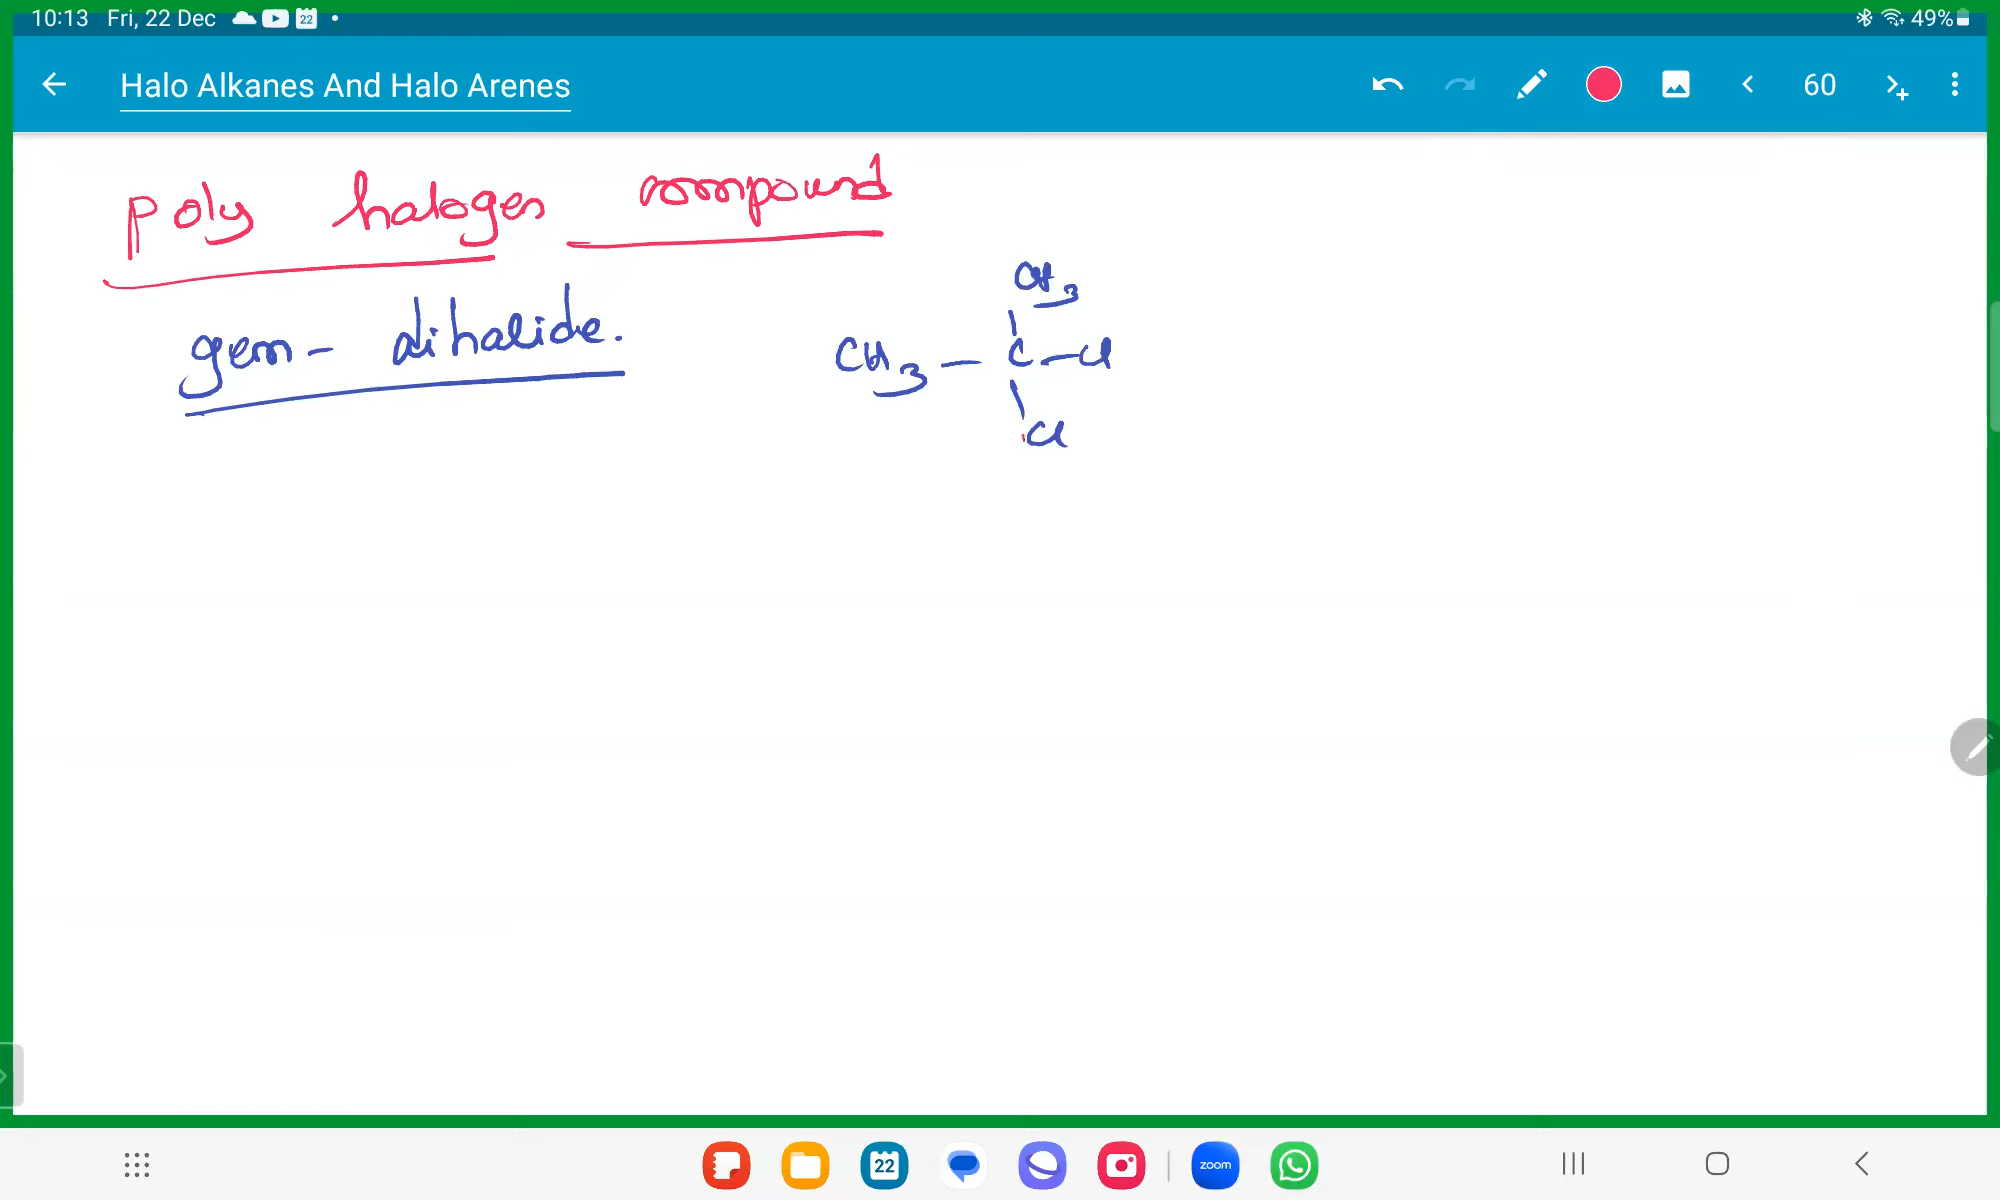 10:13 Fri, 22 Dec 22 49%
Halo Alkanes And Halo Arenes 60
poly halogen compound
gem- dihalide.
CH3
CH3 — C — Cl
Cl
22 zoom